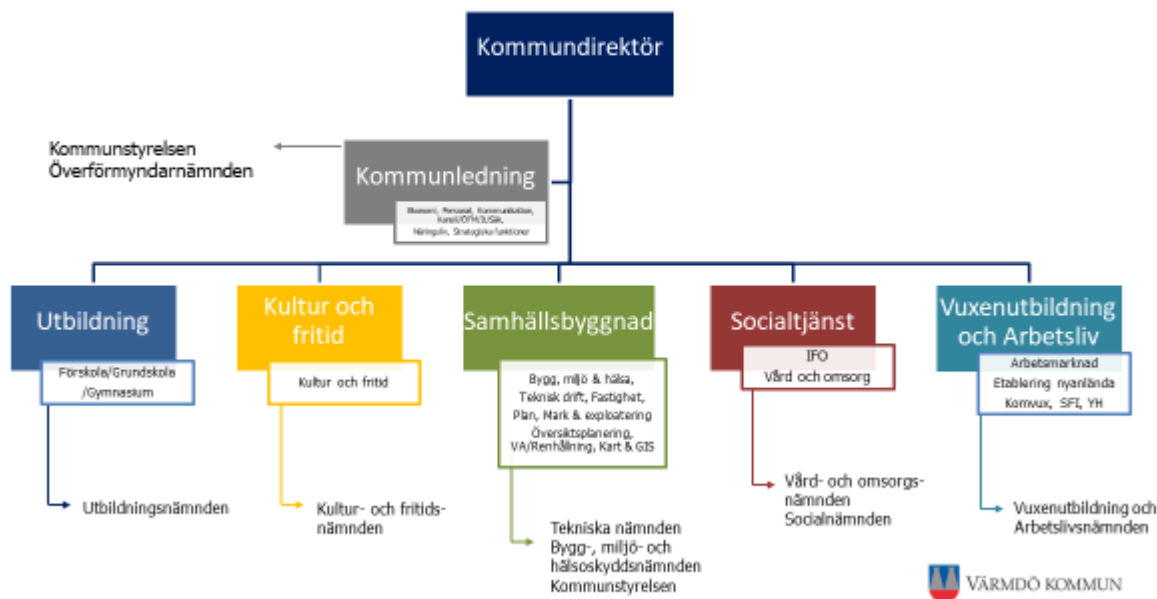 Kommundirektör
Kommunstyrelsen
Överförmyndarnämnden
Kommunledning
Ekonomi, Personal, Kommunikation,
Näringsliv, Strategiska funktioner
Utbildning
Förskola/Grundskola
/Gymnasium
Utbildningsnämnden
Kultur och
fritid
Kultur och fritid
Kultur- och fritids-
nämnden
Samhällsbyggnad
Bygg, miljö & hälsa,
Teknisk drift, Fastighet,
Plan, Mark & exploatering
Översiktsplanering,
VA/Renhållning, Kart & GIS
Tekniska nämnden
Bygg-, miljö- och
hälsoskyddsnämnden
Kommunstyrelsen
Socialtjänst
IFO
Vård och omsorg
Vård- och omsorgs-
nämnden
Socialnämnden
Vuxenutbildning
och Arbetsliv
Arbetsmarknad
Etablering nyanlända
Komvux, SFI, YH
Vuxenutbildning och
Arbetslivsnämnden
VÄRMDÖ KOMMUN